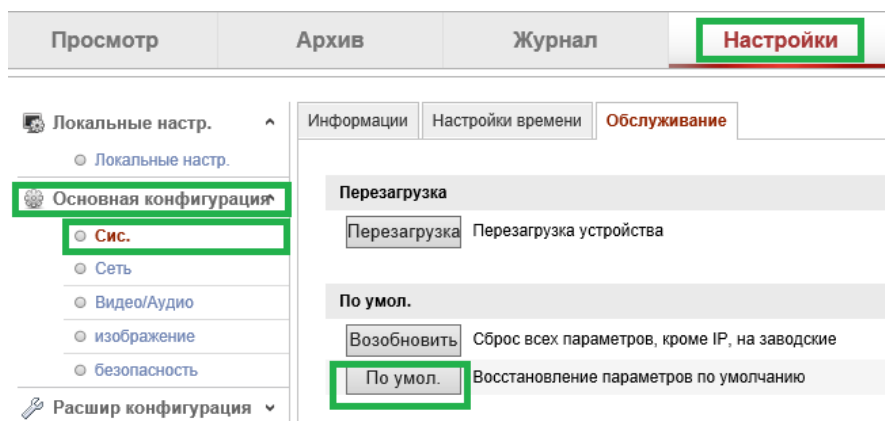 Просмотр Архив Журнал Настройки
Локальные настр.
Локальные настр.
Основная конфигурация
Сис.
Сеть
Видео/Аудио
изображение
безопасность
Расшир конфигурация
Информации Настройки времени Обслуживание
Перезагрузка
Перезагрузка Перезагрузка устройства
По умол.
Возобновить Сброс всех параметров, кроме IP, на заводские
По умол. Восстановление параметров по умолчанию